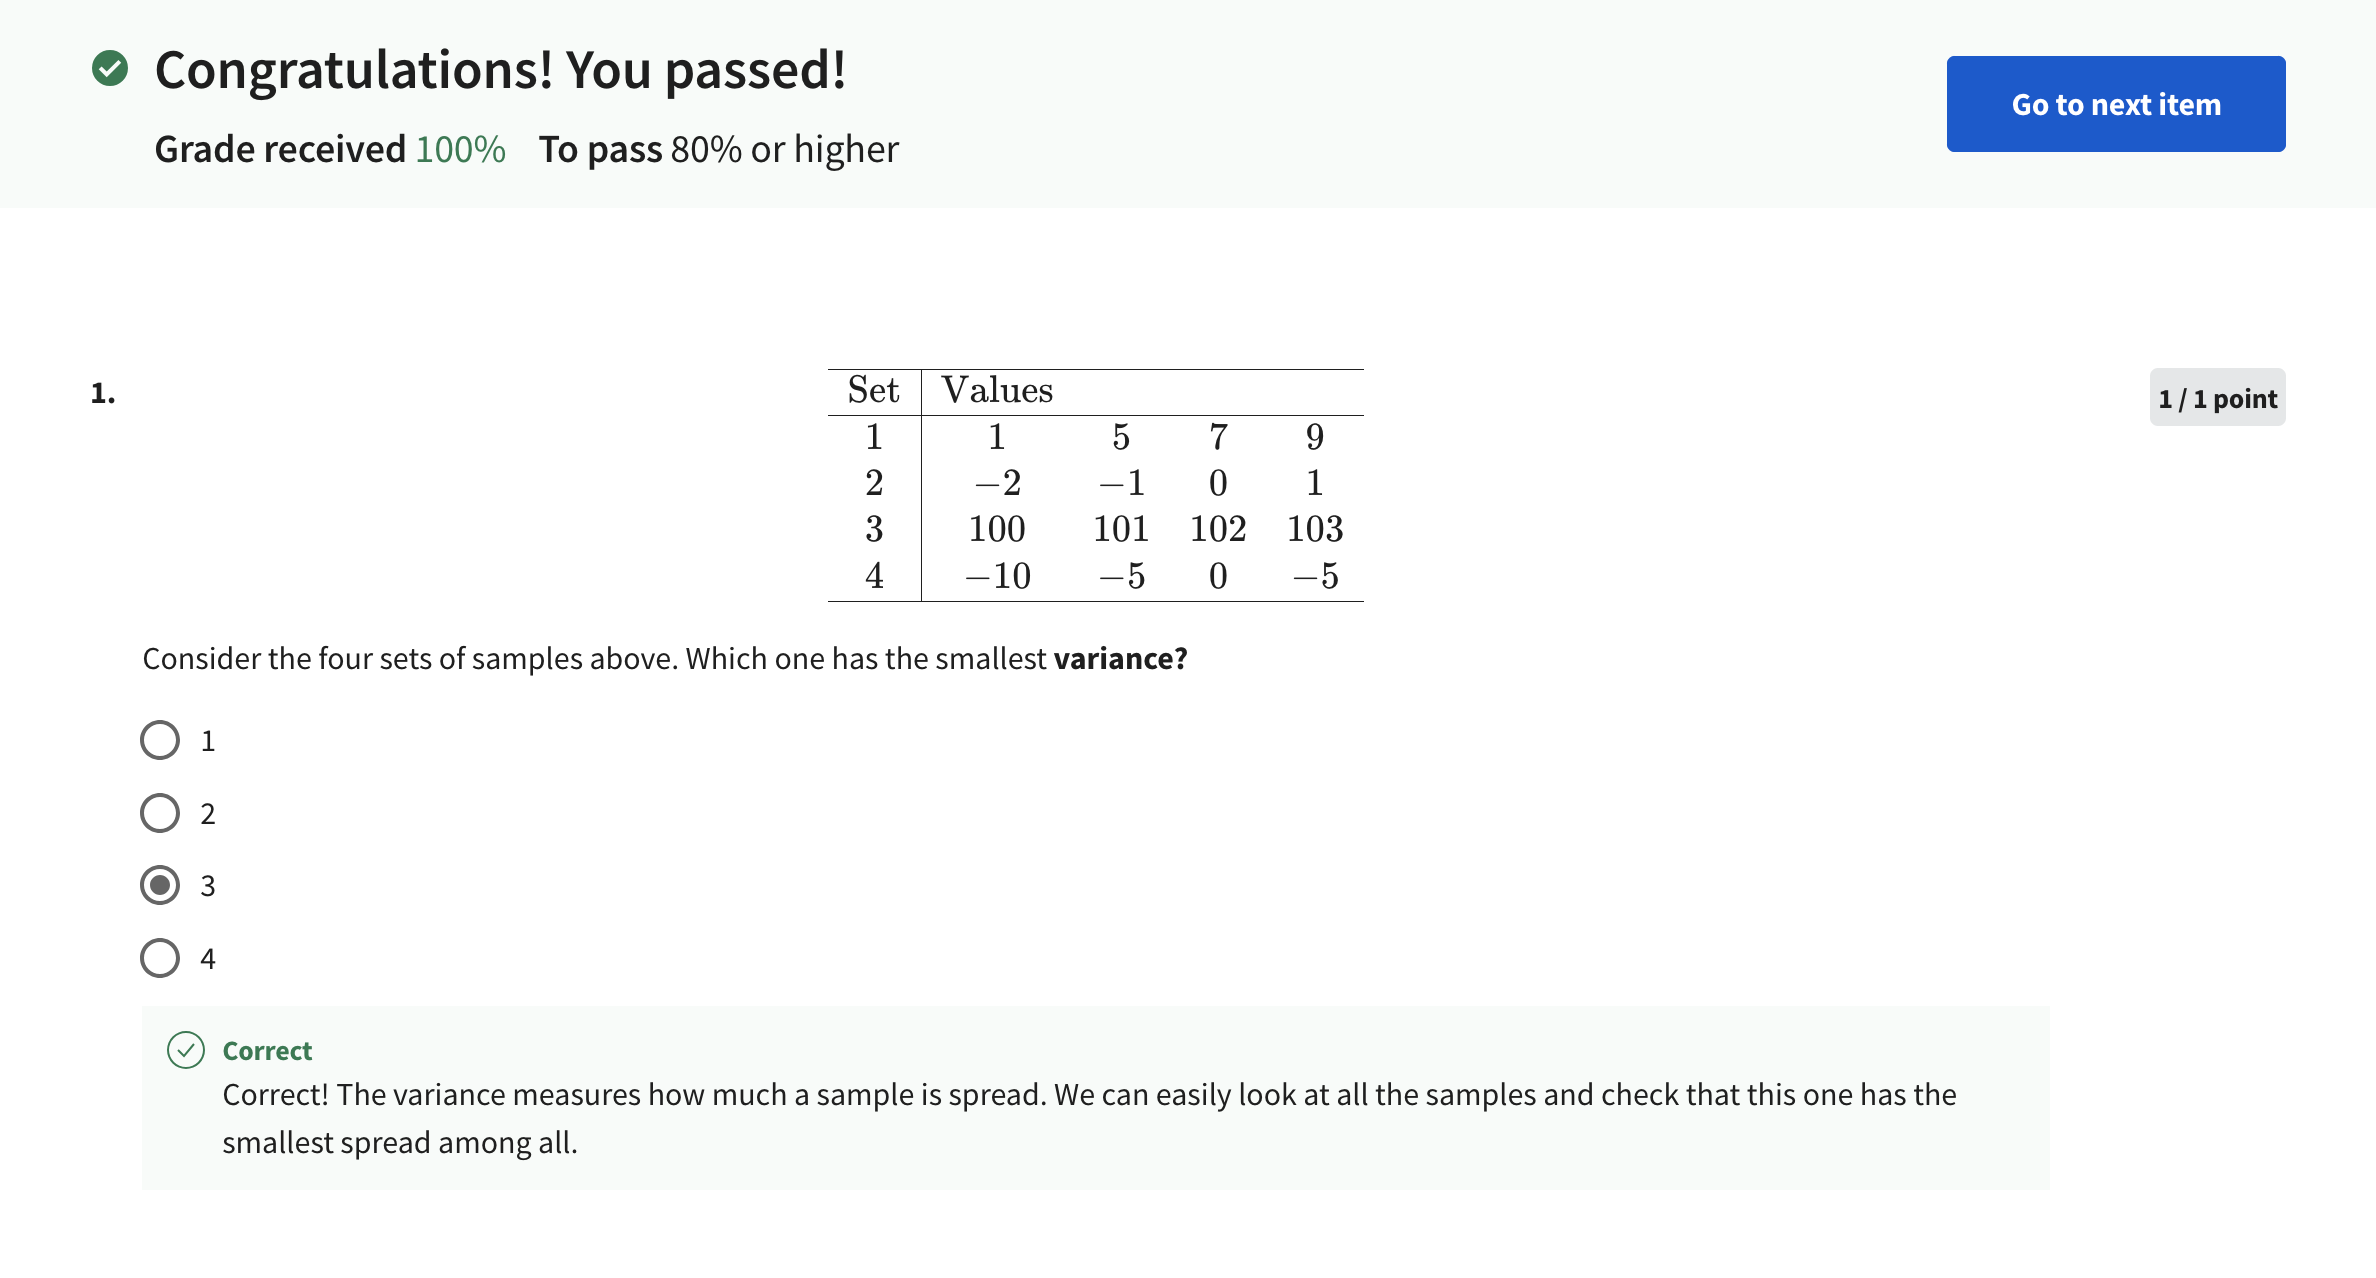 Congratulations! You passed!
Go to next item
Grade received 100% To pass 80% or higher
1.
1 / 1 point
Set Values
1 1 5 7 9
2 −2 −1 0 1
3 100 101 102 103
4 −10 −5 0 −5
Consider the four sets of samples above. Which one has the smallest variance?
1
2
3
4
Correct
Correct! The variance measures how much a sample is spread. We can easily look at all the samples and check that this one has the
smallest spread among all.